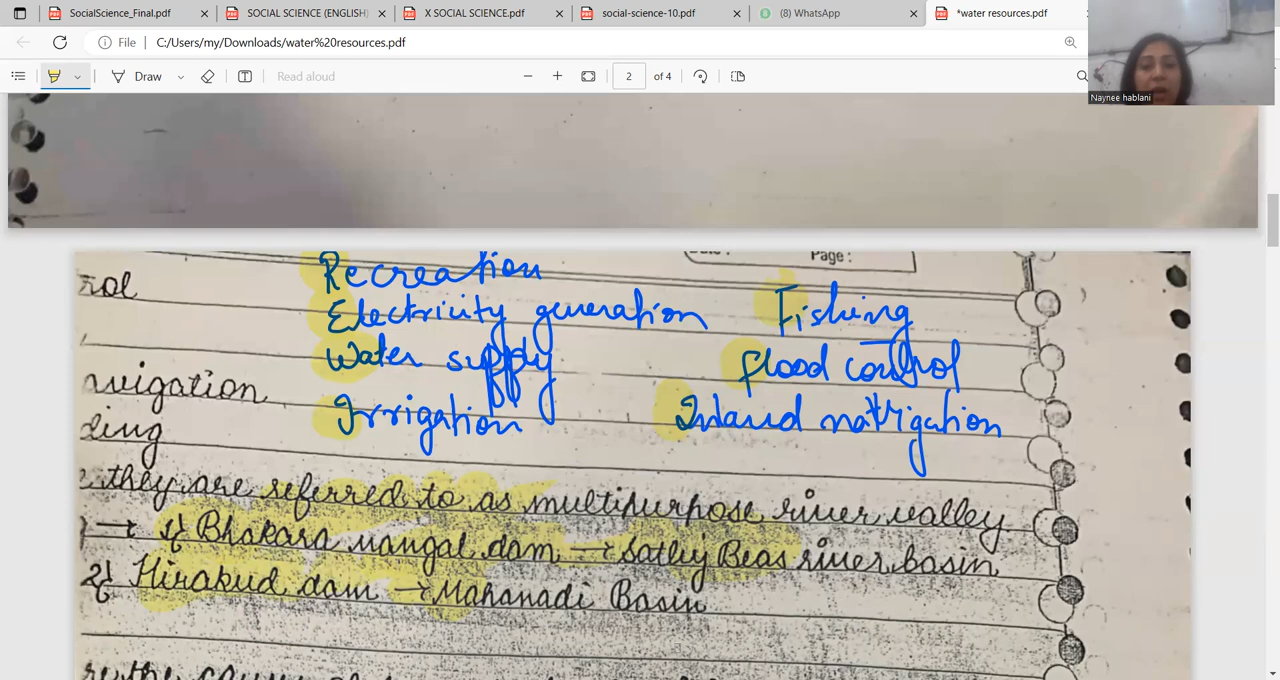 SocialScience_Final.pdf
SOCIAL SCIENCE (ENGLISH)
X SOCIAL SCIENCE.pdf
social-science-10.pdf
(8) WhatsApp
*water resources.pdf
File C:/Users/my/Downloads/water%20resources.pdf
Draw
Read aloud
2 of 4
Naynee hablani
Page :
rol Recreation
Electricity generation Fishing
Water supply flood control
avigation
Irrigation Inland navigation
ding
they are referred to as multipurpose river valley
→ 1} Bhakara nangal dam → Satluj Beas river basin
2} Hirakud dam → Mahanadi Basin